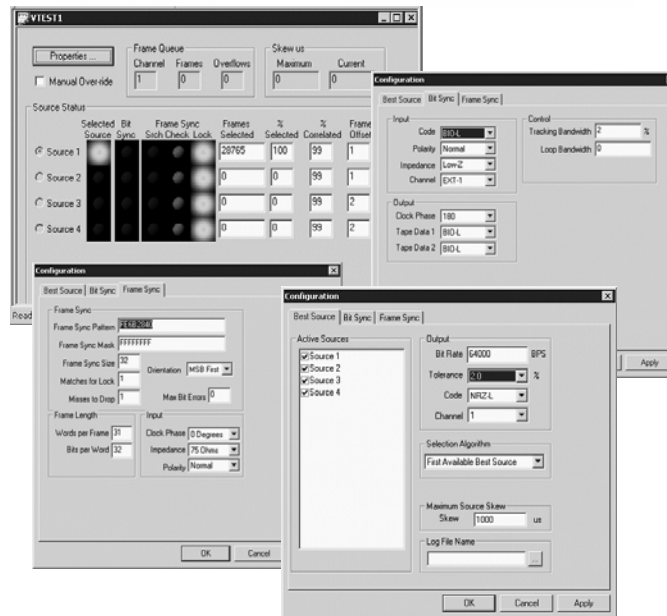 VTEST1
Properties ...
Manual Over-ride
Frame Queue
Channel Frames Overflows
1 0 0
Skew us
Maximum Current
0 0
Source Status
Selected Source Bit Sync Frame Sync Srch Check Lock Frames Selected % Selected % Correlated Frame Offset
Source 1 28765 100 99 1
Source 2 0 0 99 1
Source 3 0 0 99 2
Source 4 0 0 99 2
Configuration
Best Source Bit Sync Frame Sync
Input
Code BIO-L
Polarity Normal
Impedance Low-Z
Channel EXT-1
Output
Clock Phase 180
Tape Data 1 BIO-L
Tape Data 2 BIO-L
Control
Tracking Bandwidth 2 %
Loop Bandwidth 0
Apply
Configuration
Best Source Bit Sync Frame Sync
Frame Sync
Frame Sync Pattern
Frame Sync Mask FFFFFFFF
Frame Sync Size 32
Matches for Lock 1
Misses to Drop 1
Orientation MSB First
Max Bit Errors 0
Frame Length
Words per Frame 31
Bits per Word 32
Input
Clock Phase 0 Degrees
Impedance 75 Ohms
Polarity Normal
OK Cancel
Configuration
Best Source Bit Sync Frame Sync
Active Sources
Source 1
Source 2
Source 3
Source 4
Output
Bit Rate 64000 BPS
Tolerance 2.0 %
Code NRZ-L
Channel 1
Selection Algorithm
First Available Best Source
Maximum Source Skew
Skew 1000 us
Log File Name
...
OK Cancel Apply